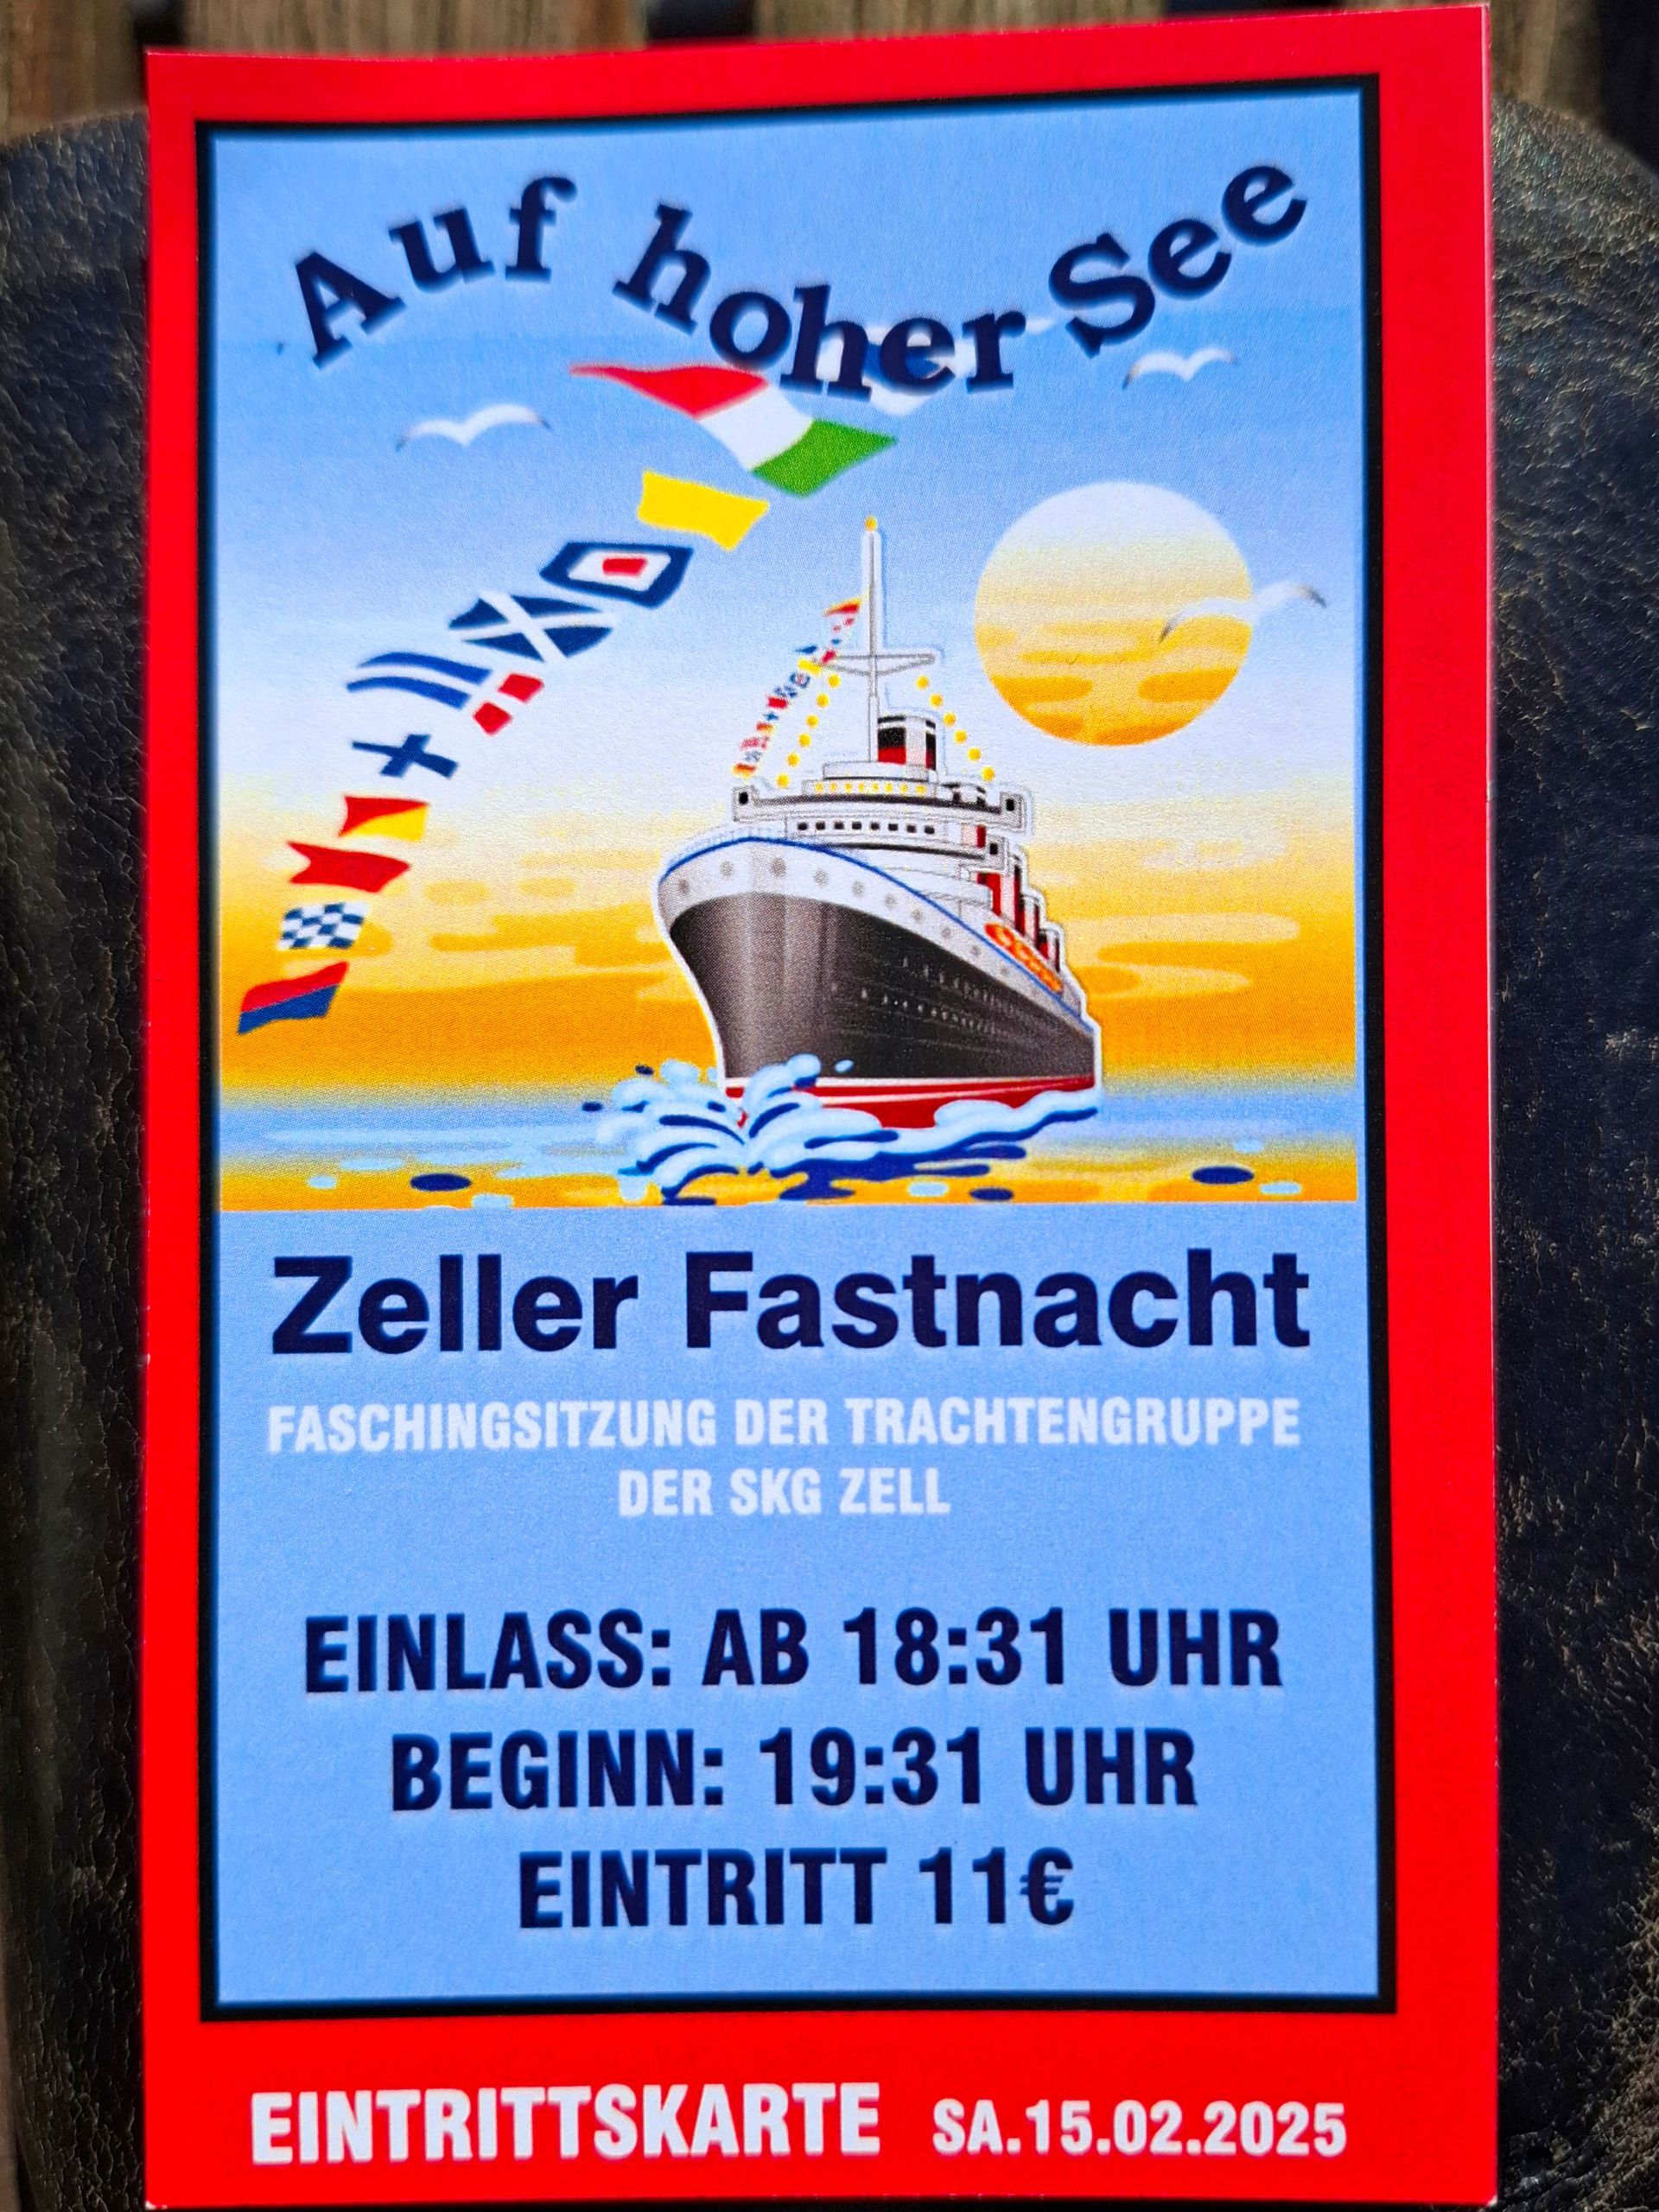 Auf hoher See
Zeller Fastnacht
FASCHINGSITZUNG DER TRACHTENGRUPPE
DER SKG ZELL
EINLASS: AB 18:31 UHR
BEGINN: 19:31 UHR
EINTRITT 11€
EINTRITTSKARTE SA.15.02.2025